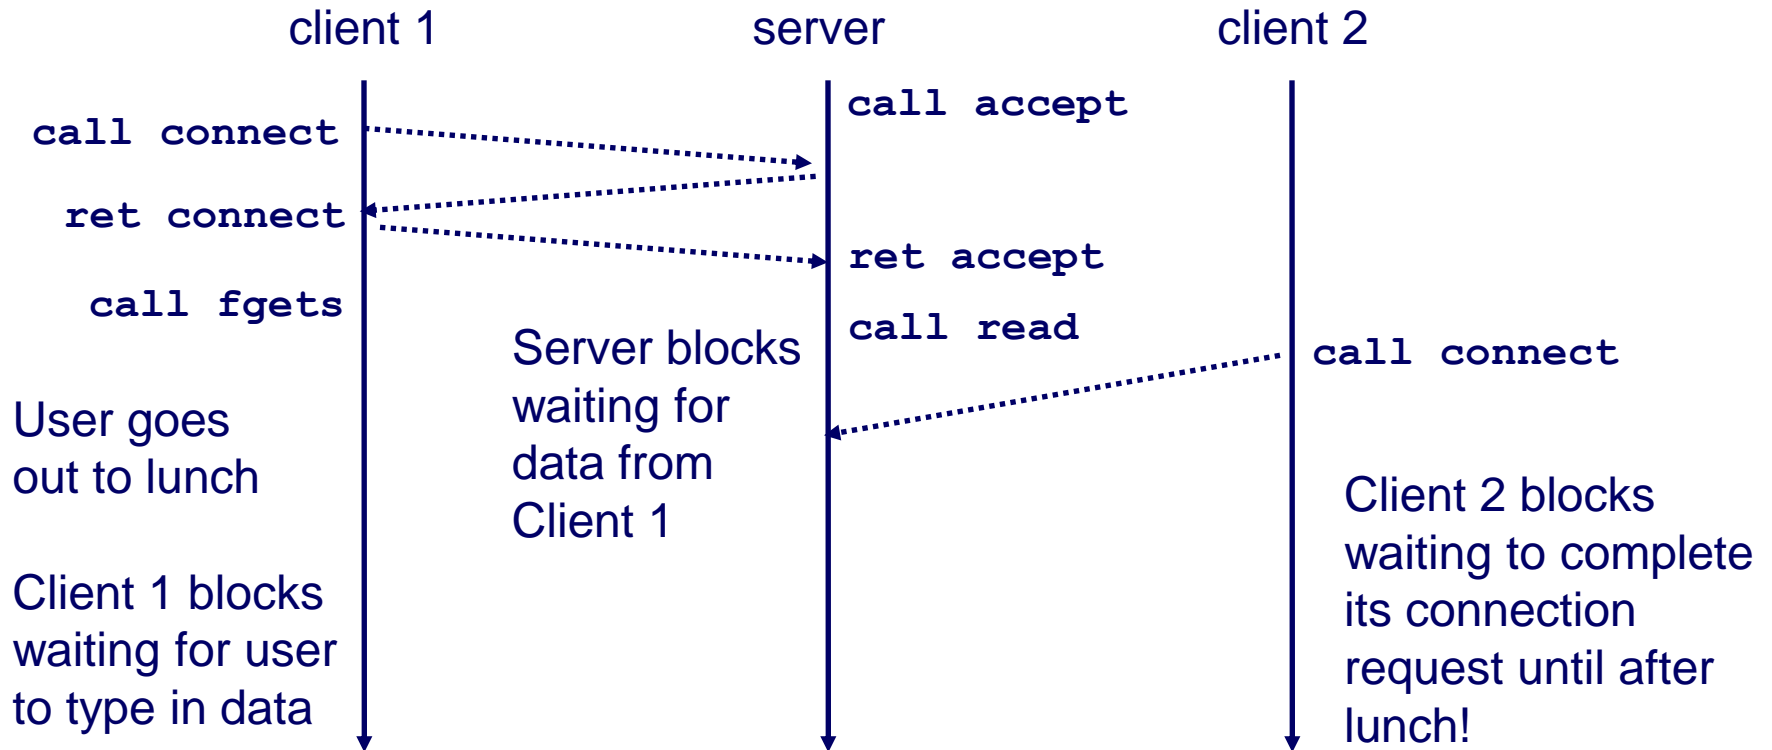 client 1
server
client 2
call accept
call connect
ret connect
ret accept
call fgets
call read
call connect
Server blocks
waiting for
data from
Client 1
User goes
out to lunch
Client 1 blocks
waiting for user
to type in data
Client 2 blocks
waiting to complete
its connection
request until after
lunch!